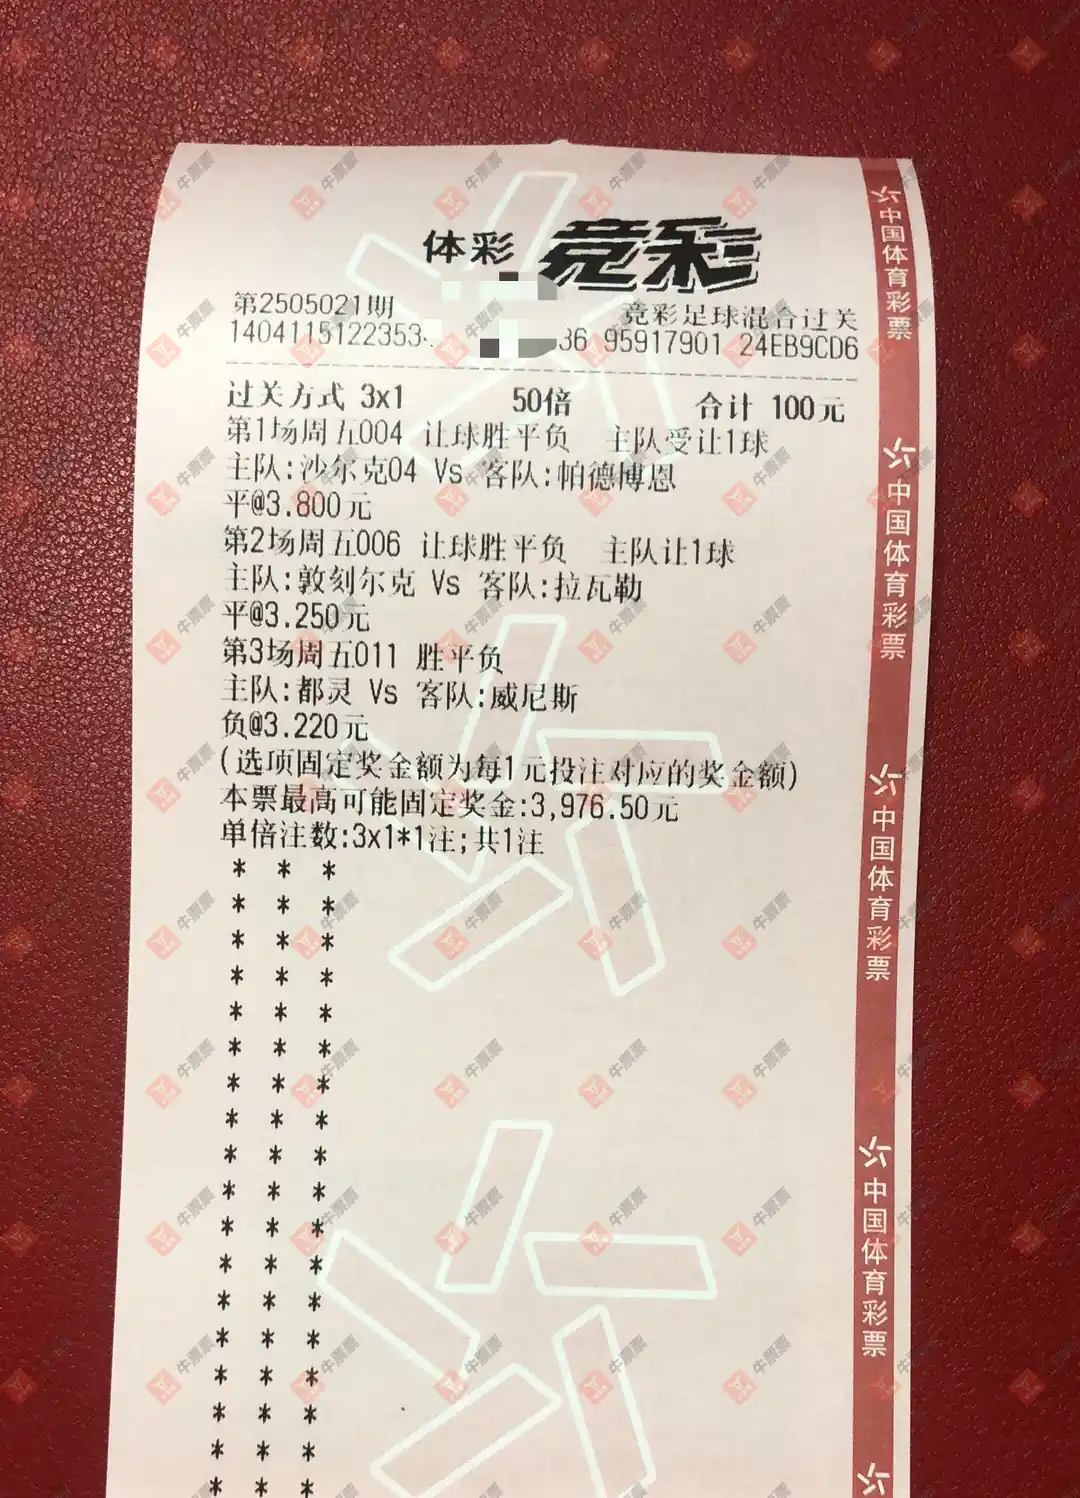 体彩 竞彩
第2505021期 竞彩足球混合过关
1404115122353 36 95917901 24EB9CD6
过关方式 3x1 50倍 合计 100元
第1场周五004 让球胜平负 主队受让1球
主队:沙尔克04 Vs 客队:帕德博恩
平@3.800元
第2场周五006 让球胜平负 主队让1球
主队:敦刻尔克 Vs 客队:拉瓦勒
平@3.250元
第3场周五011 胜平负
主队:都灵 Vs 客队:威尼斯
负@3.220元
(选项固定奖金额为每1元投注对应的奖金额)
本票最高可能固定奖金:3,976.50元
单倍注数:3x1*1注;共1注
中国体育彩票
中国体育彩票
中国体育彩票
中国体育彩票
牛票票